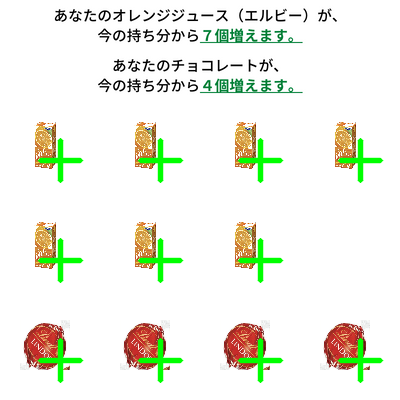 あなたのオレンジジュース（エルビー）が、
今の持ち分から７個増えます。
あなたのチョコレートが、
今の持ち分から４個増えます。